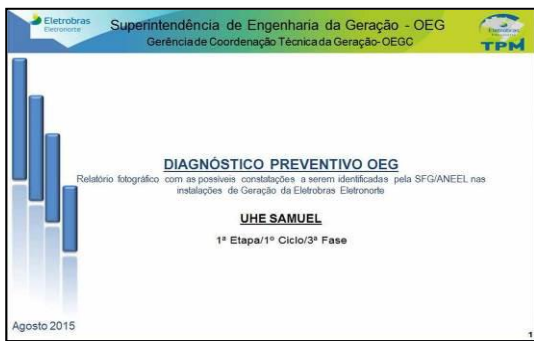 Eletrobras
Eletronorte
Superintendência de Engenharia da Geração - OEG
Gerência de Coordenação Técnica da Geração-OEGC
Eletrobras
TPM
DIAGNÓSTICO PREVENTIVO OEG
Relatório fotográfico com as possíveis constatações a serem identificadas pela SFG/ANEEL nas
instalações de Geração da Eletrobras Eletronorte
UHE SAMUEL
1ª Etapa/1º Ciclo/3ª Fase
Agosto 2015
1